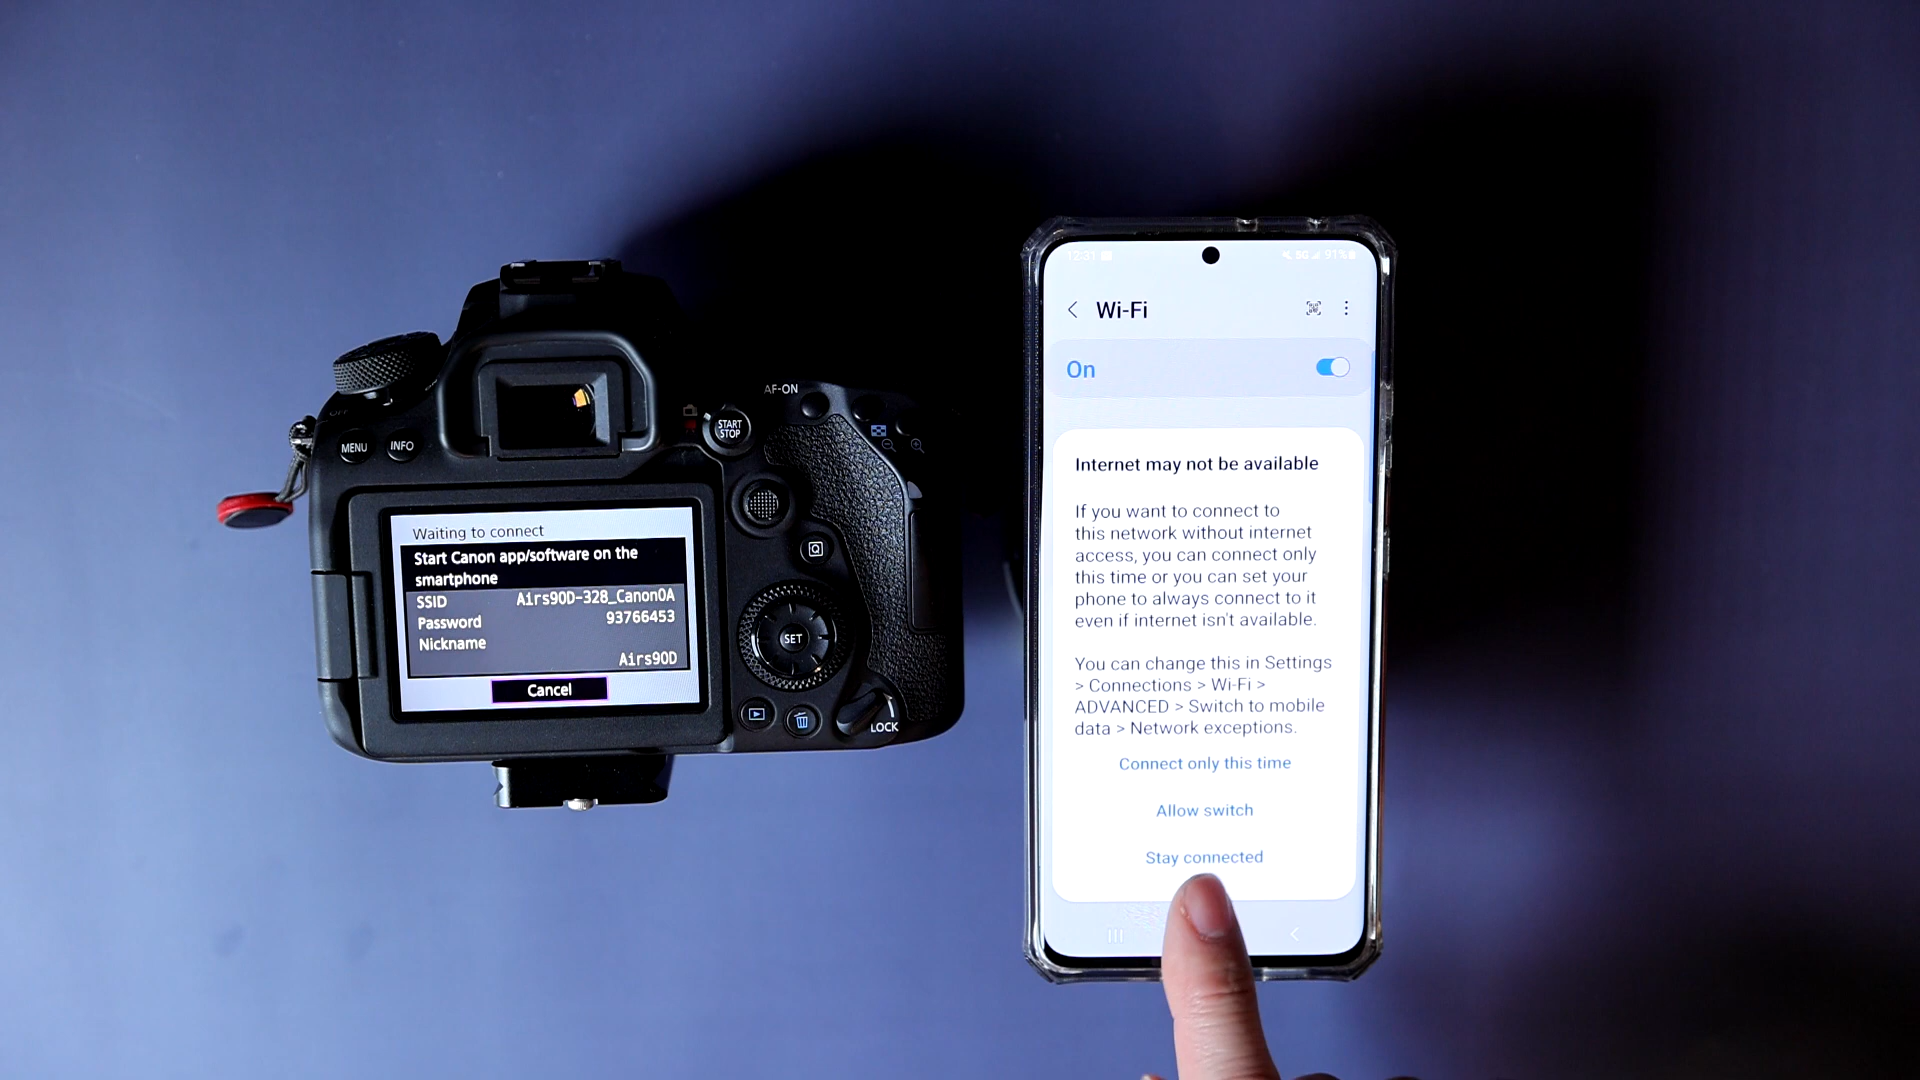 AF-ON
START
STOP
MENU
INFO
Waiting to connect
Start Canon app/software on the
smartphone
SSID Airs90D-328_Canon0A
Password 93766453
Nickname
Airs90D
Cancel
SET
Q
LOCK
12:31
5G 91%
Wi-Fi
On
Internet may not be available
If you want to connect to
this network without internet
access, you can connect only
this time or you can set your
phone to always connect to it
even if internet isn't available.
You can change this in Settings
> Connections > Wi-Fi >
ADVANCED > Switch to mobile
data > Network exceptions.
Connect only this time
Allow switch
Stay connected